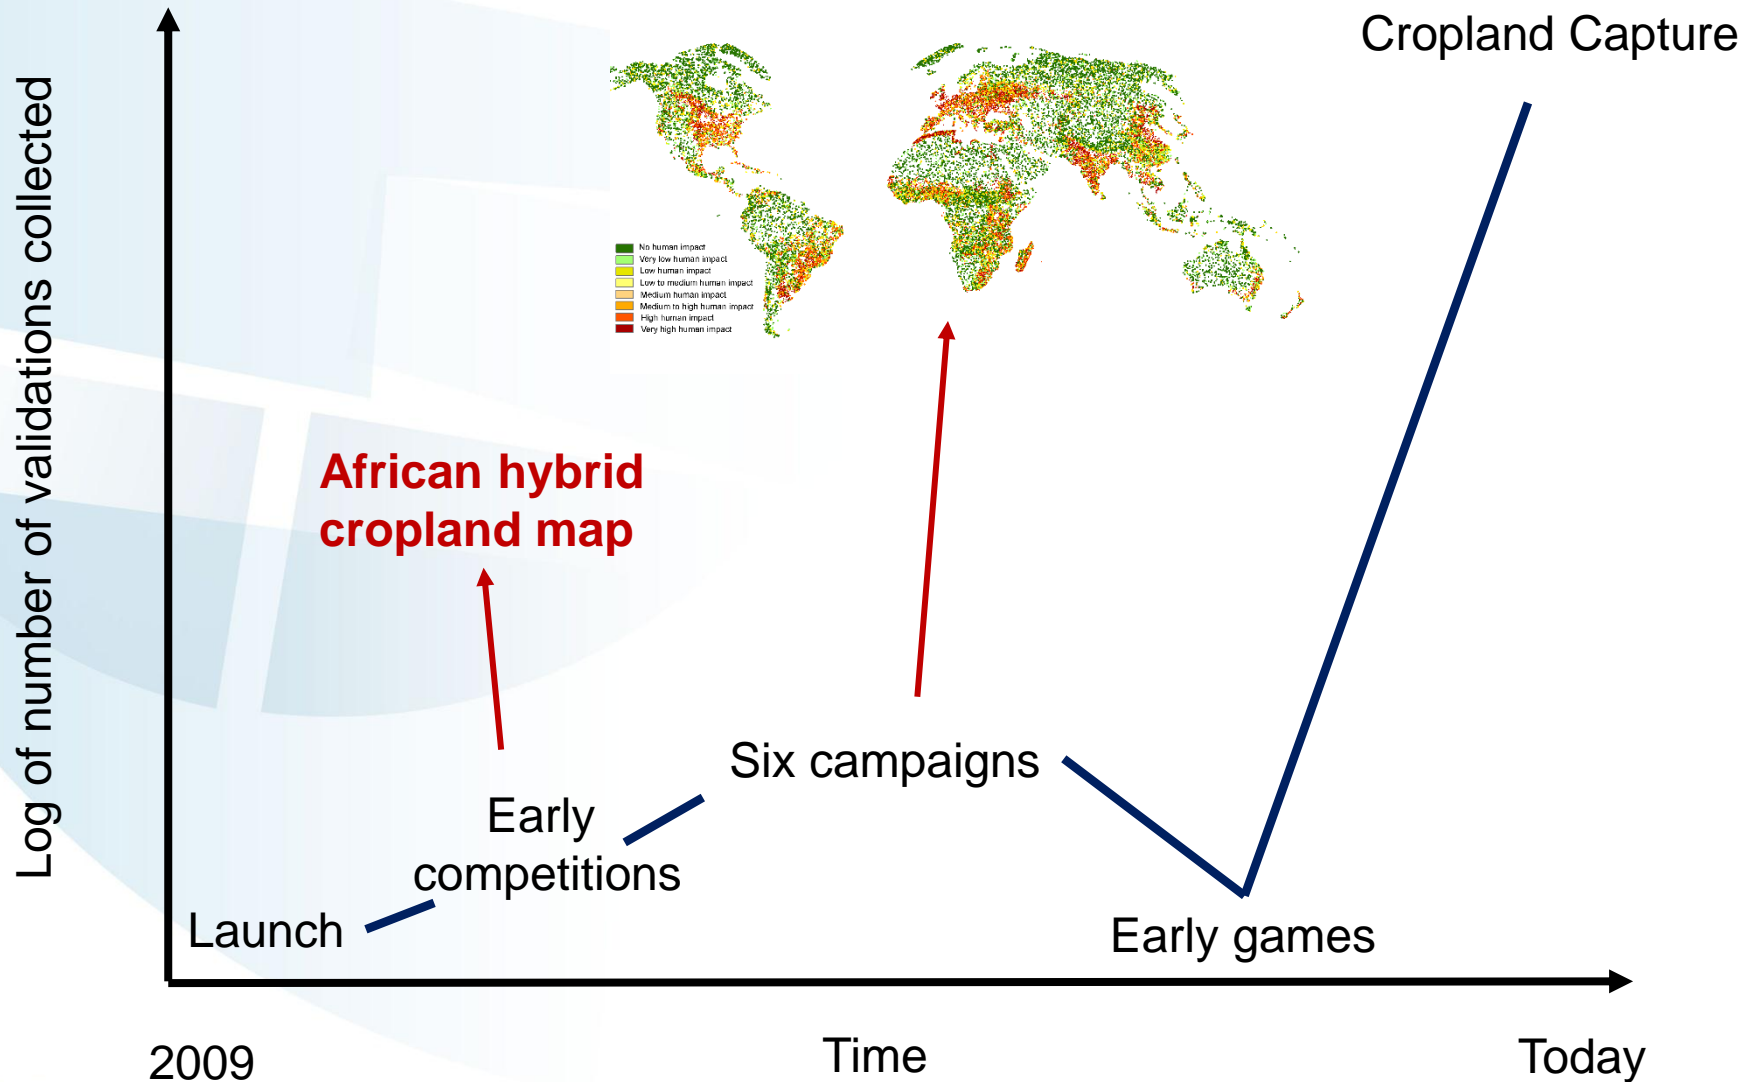 Cropland Capture
Log of number of validations collected
No human impact
Very low human impact
Low human impact
Low to medium human impact
Medium human impact
Medium to high human impact
High human impact
Very high human impact
African hybrid
cropland map
Six campaigns
Early
competitions
Launch
Early games
2009
Time
Today